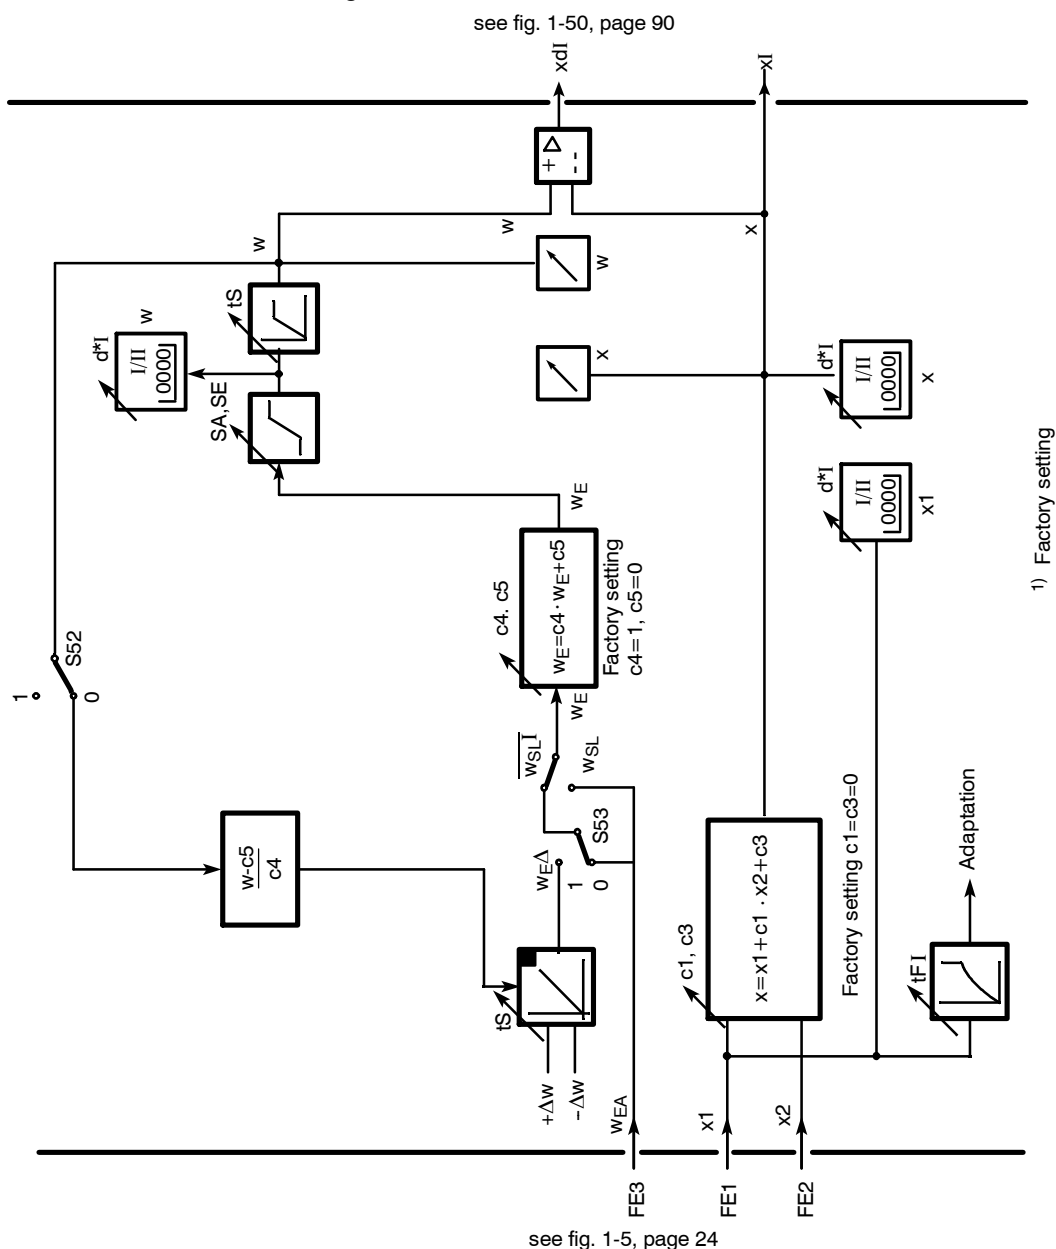 see fig. 1-50, page 90
xdI
xI
+
--
w
x
w
w
x
tS
d*I
w
I/II
0000
SA,SE
d*I
I/II
0000
x
d*I
I/II
0000
x1
wE
c4. c5
wE=c4·wE+c5
Factory setting
c4=1, c5=0
wE
1
0
S52
w-c5
c4
wSLI
wSL
S53
1
0
wEΔ
tS
+Δw
-Δw
wEA
c1, c3
x=x1+c1 · x2+c3
Factory setting c1=c3=0
Adaptation
tFI
x1
x2
FE3
FE1
FE2
1) Factory setting
see fig. 1-5, page 24